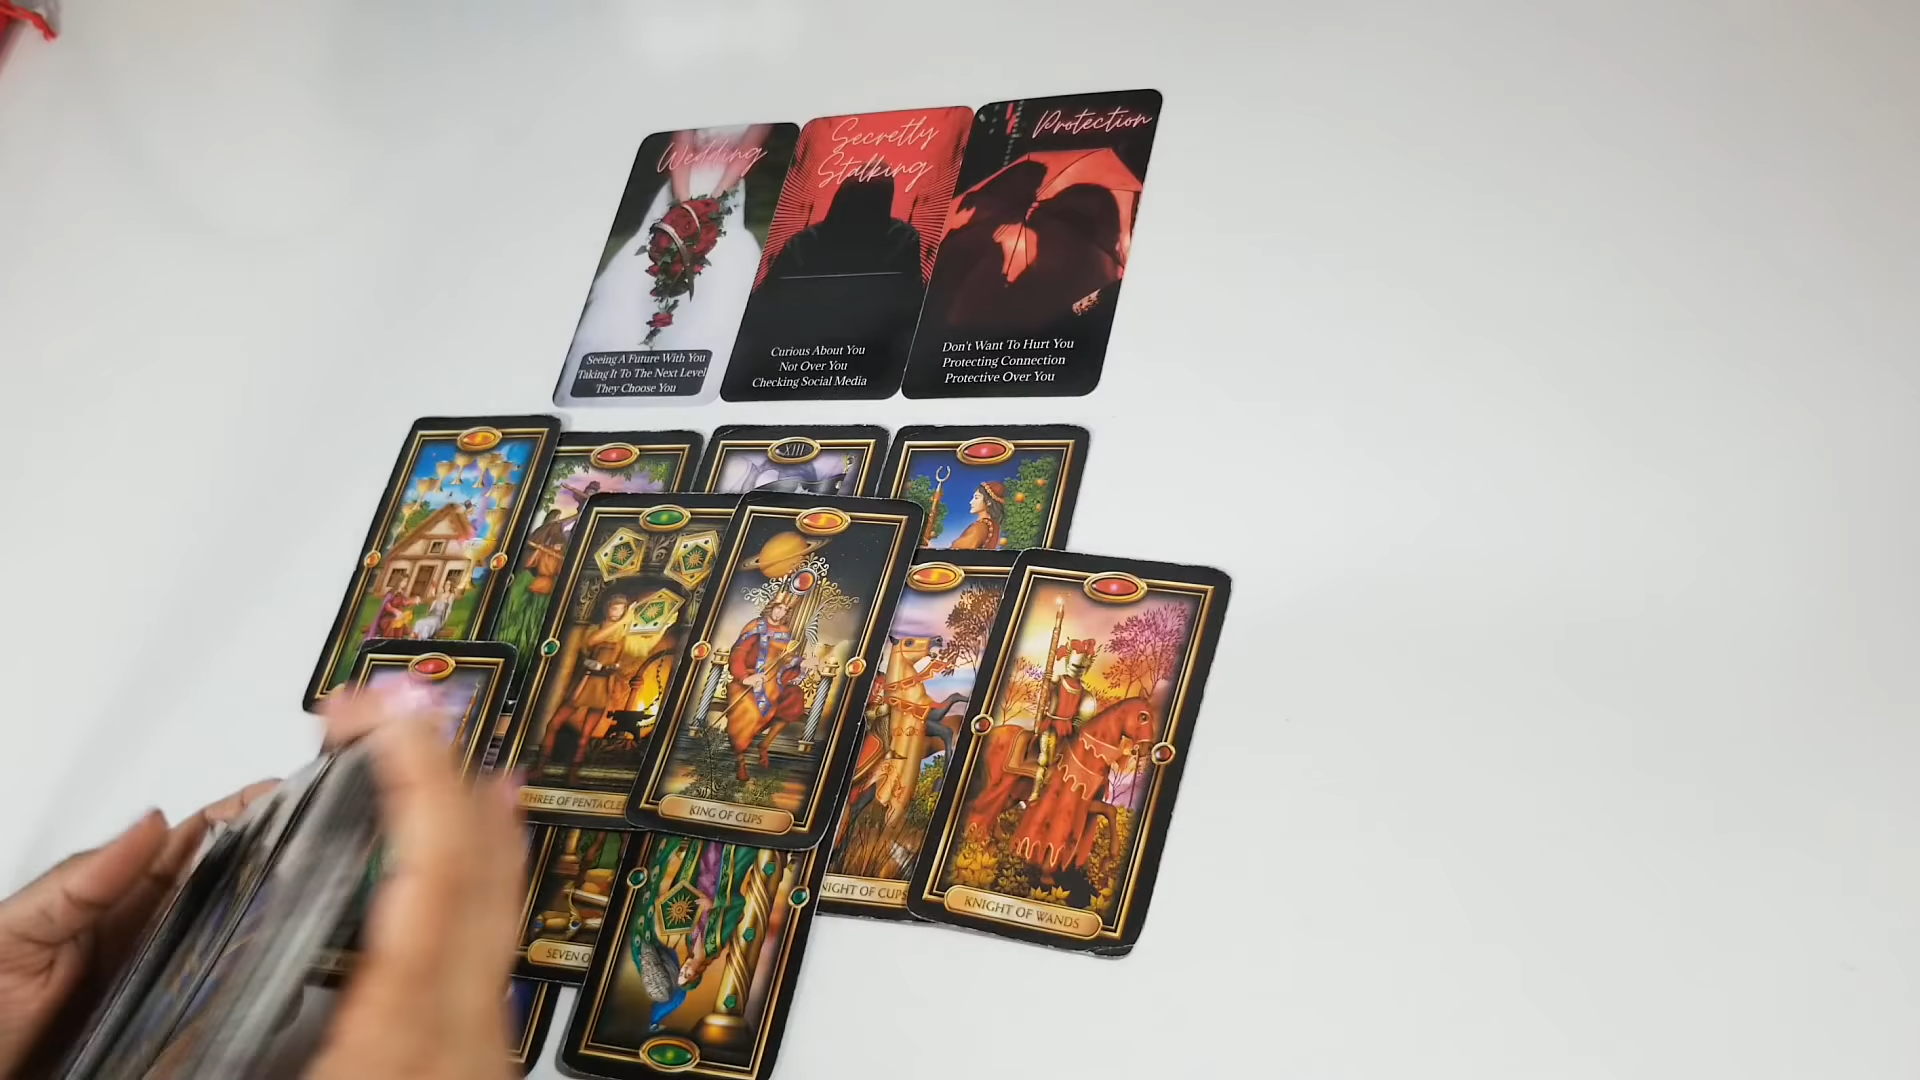 Wedding
Seeing A Future With You
Taking It To The Next Level
They Choose You
Secretly
Stalking
Curious About You
Not Over You
Checking Social Media
Protection
Don't Want To Hurt You
Protecting Connection
Protective Over You
XIII
THREE OF PENTACLE
KING OF CUPS
NIGHT OF CUPS
KNIGHT OF WANDS
SEVEN O